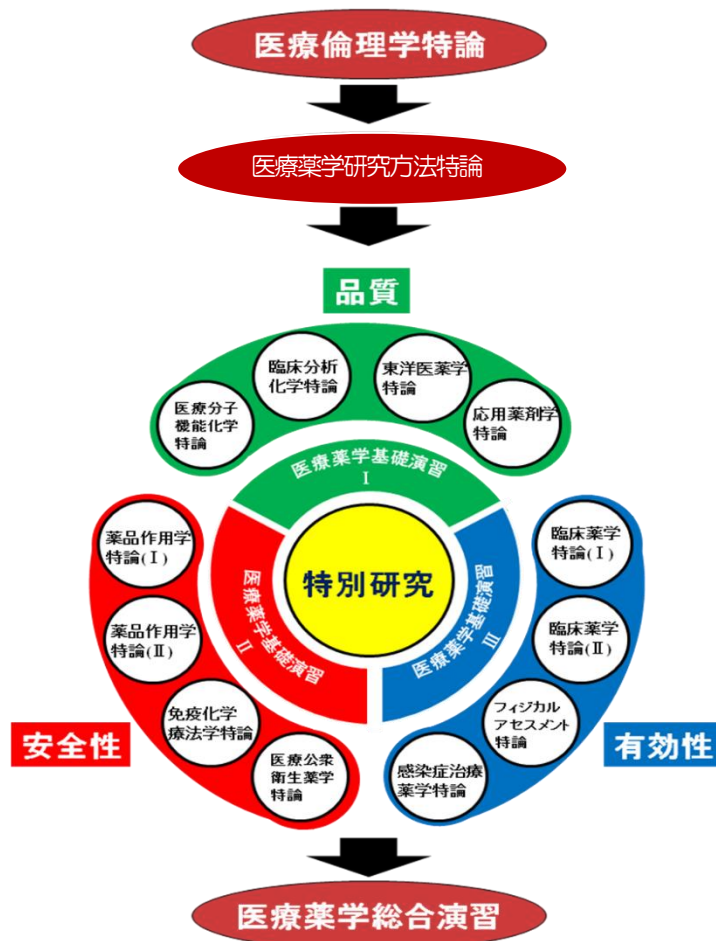 医療倫理学特論
医療薬学研究方法特論
品質
臨床分析
化学特論
東洋医薬学
特論
医療分子
機能化学
特論
応用薬剤学
特論
医療薬学基礎演習
Ⅰ
薬品作用学
特論(Ⅰ)
薬品作用学
特論(Ⅱ)
免疫化学
療法学特論
医療公衆
衛生薬学
特論
医療薬学基礎演習
Ⅱ
安全性
特別研究
医療薬学基礎演習
Ⅲ
臨床薬学
特論(Ⅰ)
臨床薬学
特論(Ⅱ)
フィジカル
アセスメント
特論
感染症治療
薬学特論
有効性
医療薬学総合演習